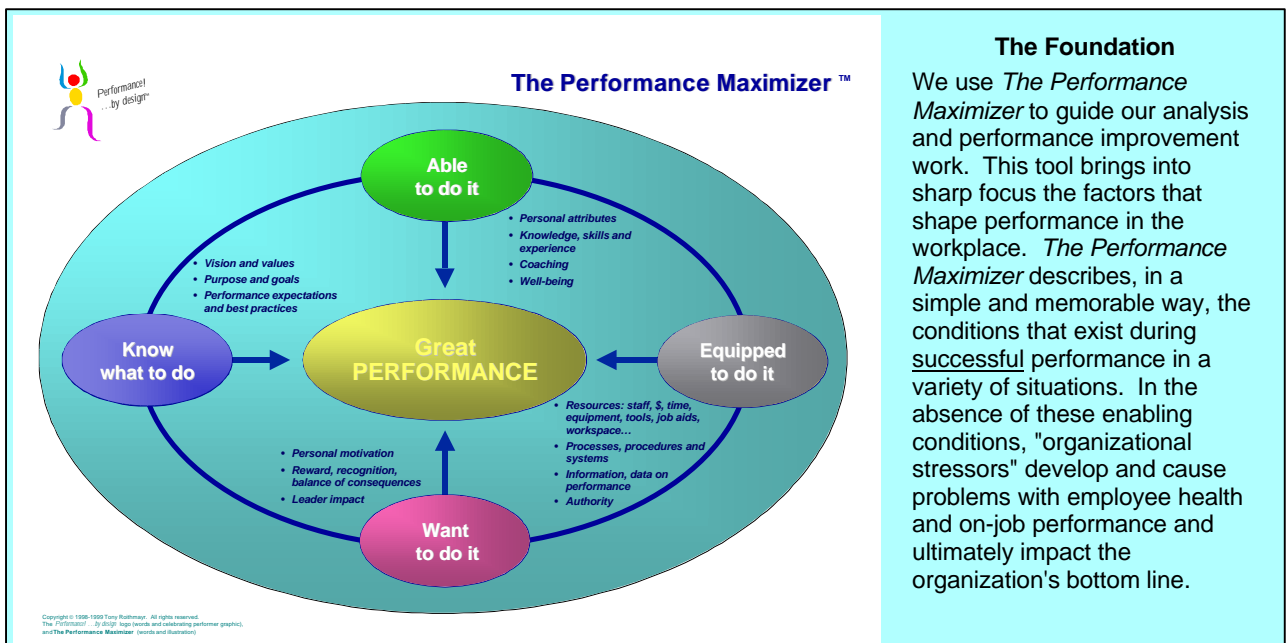 Performance!
…by design™
The Performance Maximizer ™
Able
to do it
• Personal attributes
• Knowledge, skills and
experience
• Coaching
• Well-being
• Vision and values
• Purpose and goals
• Performance expectations
and best practices
Know
what to do
Great
PERFORMANCE
Equipped
to do it
• Resources: staff, $, time,
equipment, tools, job aids,
workspace…
• Processes, procedures and
systems
• Information, data on
performance
• Authority
• Personal motivation
• Reward, recognition,
balance of consequences
• Leader impact
Want
to do it
Copyright © 1998-1999 Tony Roithmayr. All rights reserved.
The Performance! …by design logo (words and celebrating performer graphic),
and The Performance Maximizer (words and illustration)
The Foundation
We use The Performance
Maximizer to guide our analysis
and performance improvement
work. This tool brings into
sharp focus the factors that
shape performance in the
workplace. The Performance
Maximizer describes, in a
simple and memorable way, the
conditions that exist during
successful performance in a
variety of situations. In the
absence of these enabling
conditions, "organizational
stressors" develop and cause
problems with employee health
and on-job performance and
ultimately impact the
organization's bottom line.